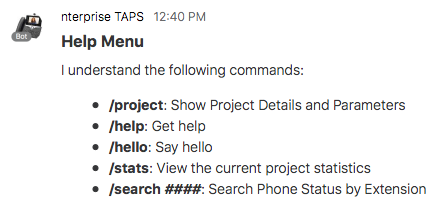 nterprise TAPS 12:40 PM
Bot
Help Menu
I understand the following commands:
• /project: Show Project Details and Parameters
• /help: Get help
• /hello: Say hello
• /stats: View the current project statistics
• /search ####: Search Phone Status by Extension